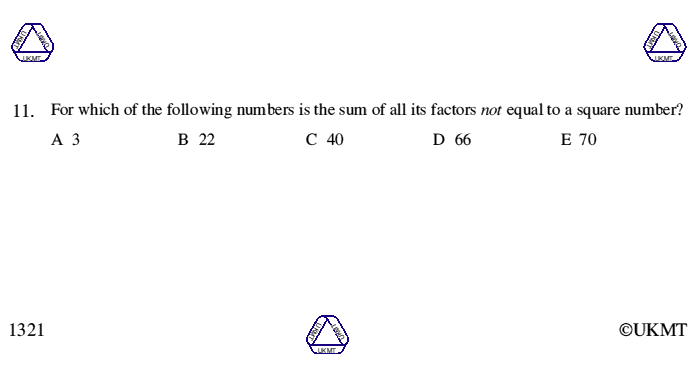 UKMT UKMT UKMT UKMT UKMT UKMT
11. For which of the following numbers is the sum of all its factors not equal to a square number?
A 3 B 22 C 40 D 66 E 70
UKMT UKMT UKMT
1321 ©UKMT